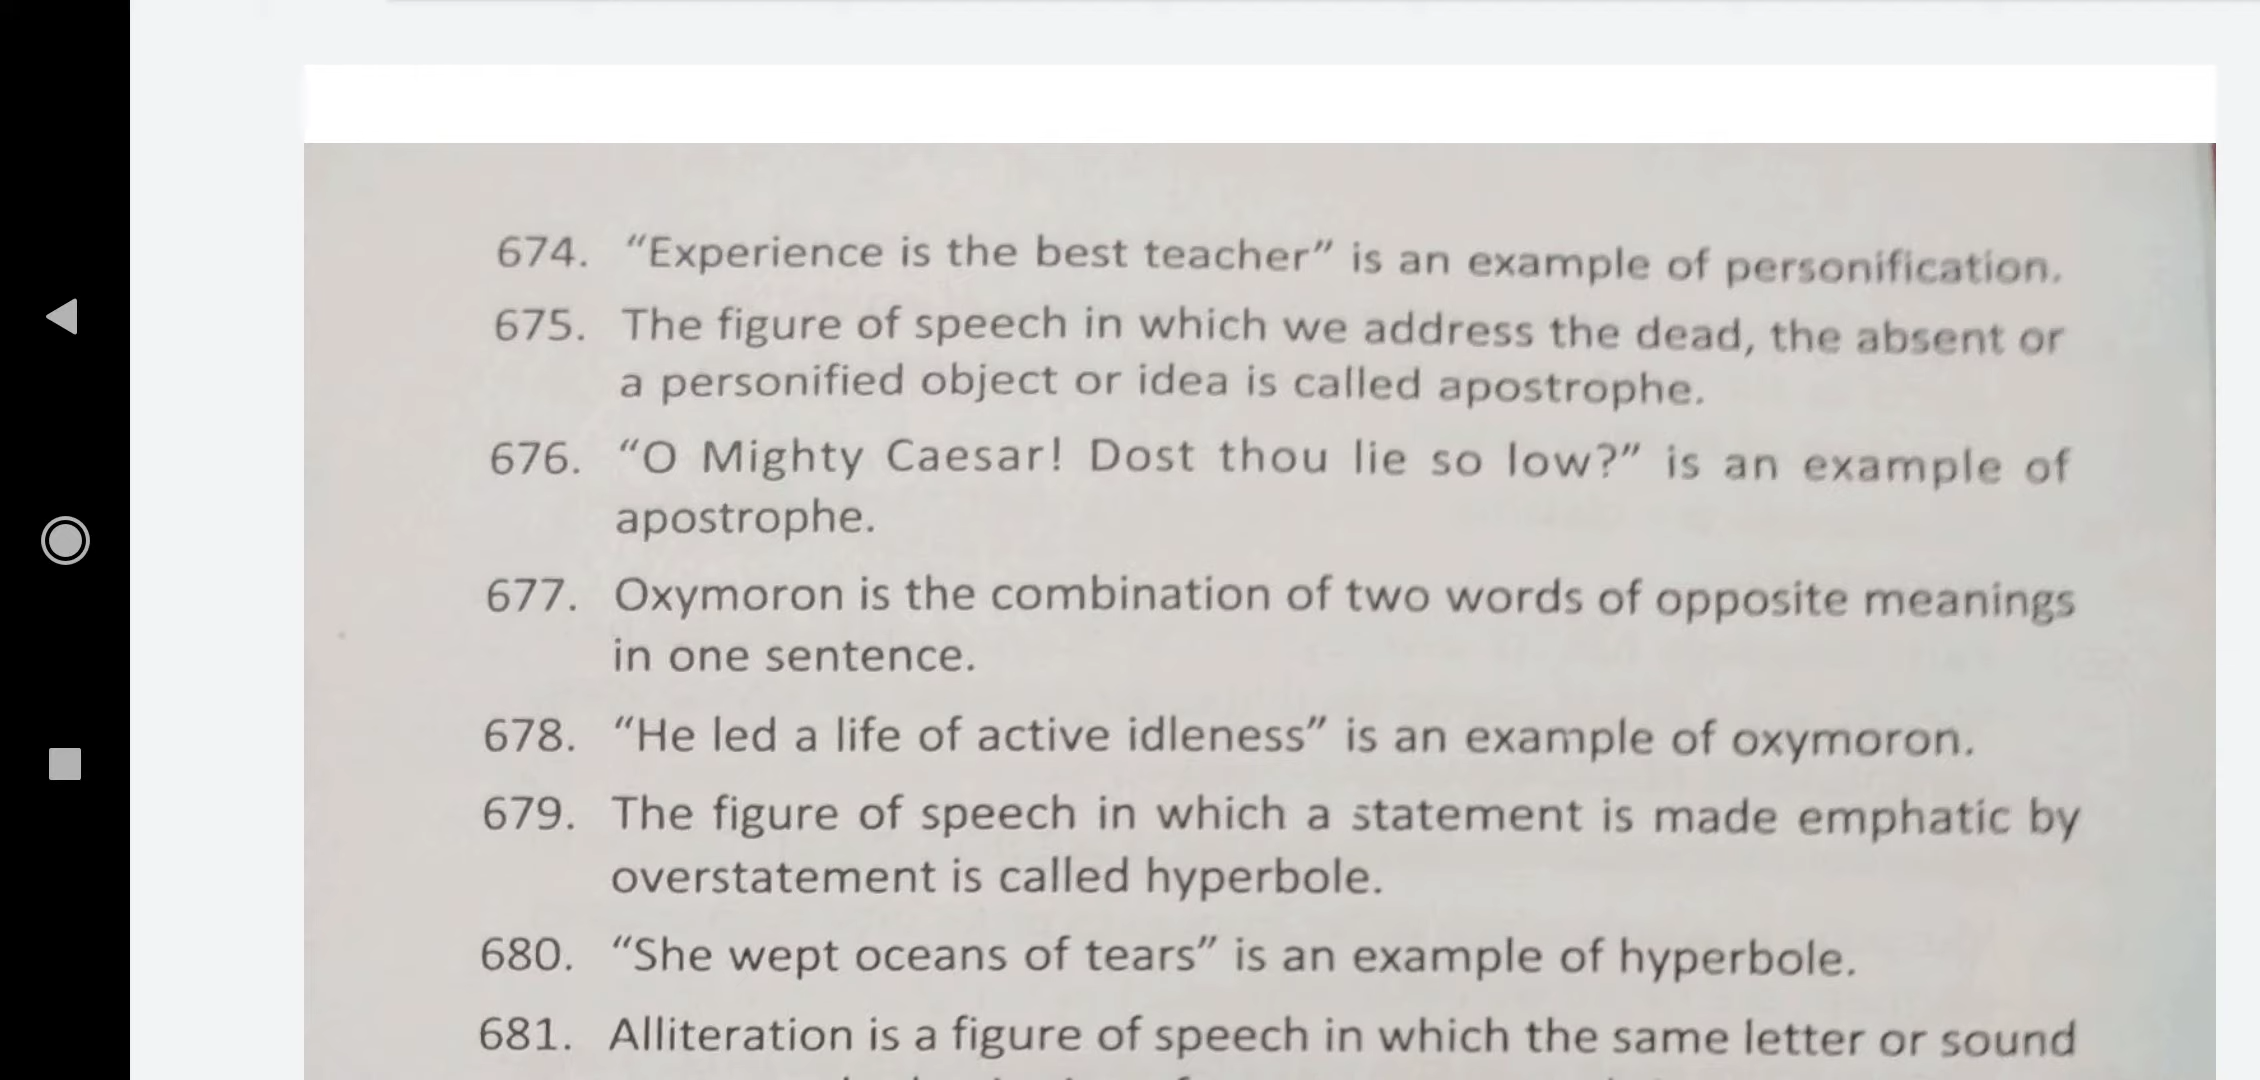 674. “Experience is the best teacher” is an example of personification.
675. The figure of speech in which we address the dead, the absent or
a personified object or idea is called apostrophe.
676. “O Mighty Caesar! Dost thou lie so low?” is an example of
apostrophe.
677. Oxymoron is the combination of two words of opposite meanings
in one sentence.
678. “He led a life of active idleness” is an example of oxymoron.
679. The figure of speech in which a statement is made emphatic by
overstatement is called hyperbole.
680. “She wept oceans of tears” is an example of hyperbole.
681. Alliteration is a figure of speech in which the same letter or sound